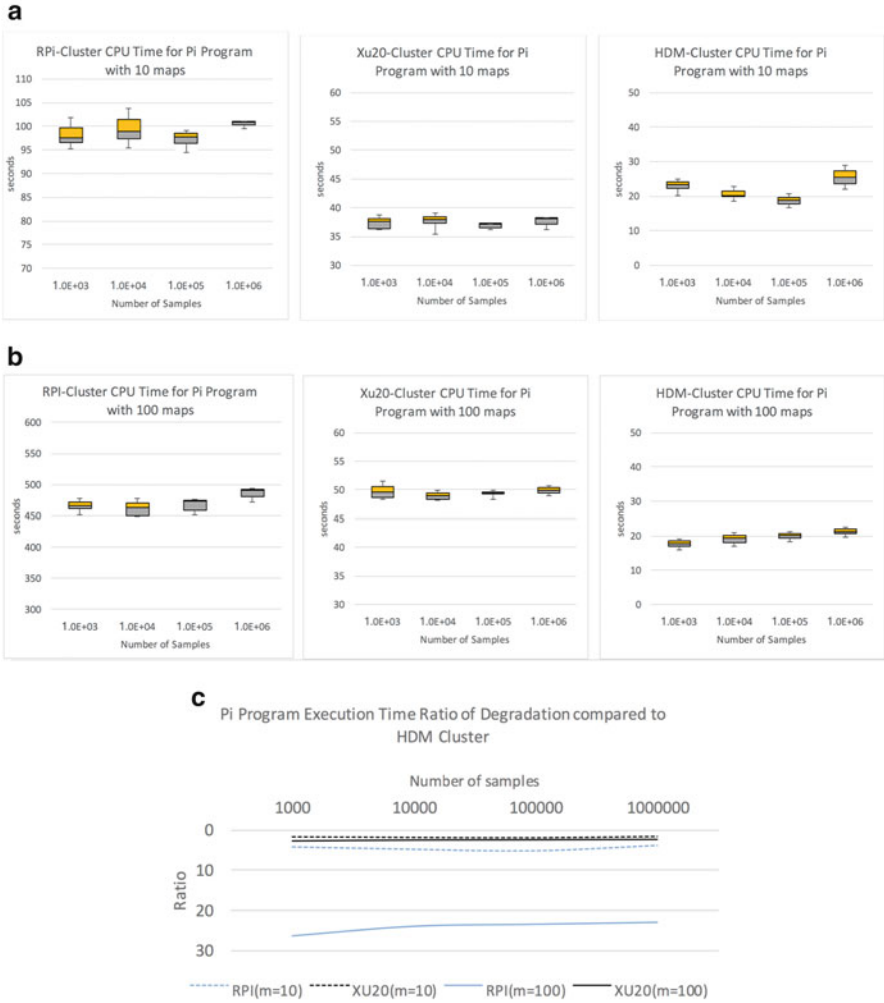 a
RPi-Cluster CPU Time for Pi Program
with 10 maps
110
105
100
95
90
85
80
75
70
seconds
1.0E+03 1.0E+04 1.0E+05 1.0E+06
Number of Samples
Xu20-Cluster CPU Time for Pi
Program with 10 maps
60
55
50
45
40
35
30
seconds
1.0E+03 1.0E+04 1.0E+05 1.0E+06
Number of Samples
HDM-Cluster CPU Time for Pi
Program with 10 maps
50
40
30
20
10
0
seconds
1.0E+03 1.0E+04 1.0E+05 1.0E+06
Number of Samples
b
RPI-Cluster CPU Time for Pi Program
with 100 maps
600
500
450
400
350
300
seconds
1.0E+03 1.0E+04 1.0E+05 1.0E+06
Number of Samples
Xu20-Cluster CPU Time for Pi
Program with 100 maps
60
55
50
45
40
35
30
seconds
1.0E+03 1.0E+04 1.0E+05 1.0E+06
Number of Samples
HDM-Cluster CPU Time for Pi
Program with 100 maps
50
40
30
20
10
0
seconds
1.0E+03 1.0E+04 1.0E+05 1.0E+06
Number of Samples
c
Pi Program Execution Time Ratio of Degradation compared to
HDM Cluster
Number of samples
1000 10000 100000 1000000
0
10
20
30
Ratio
RPI(m=10) XU20(m=10) RPI(m=100) XU20(m=100)